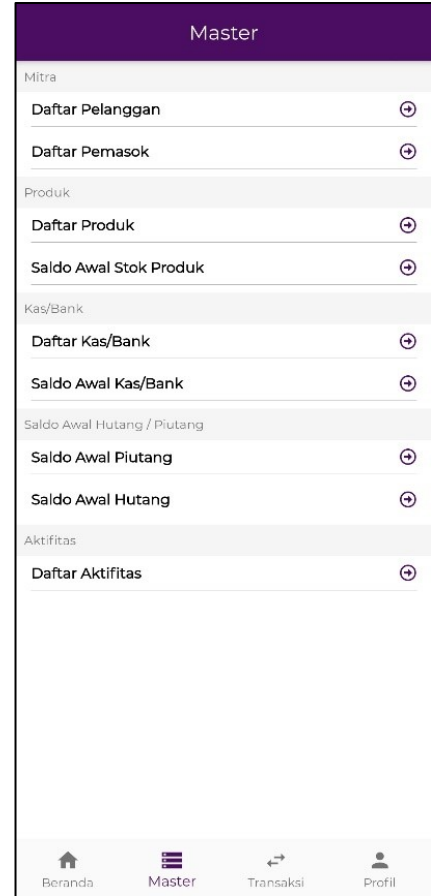 Master
Mitra
Daftar Pelanggan
Daftar Pemasok
Produk
Daftar Produk
Saldo Awal Stok Produk
Kas/Bank
Daftar Kas/Bank
Saldo Awal Kas/Bank
Saldo Awal Hutang / Piutang
Saldo Awal Piutang
Saldo Awal Hutang
Aktifitas
Daftar Aktifitas
Beranda Master Transaksi Profil